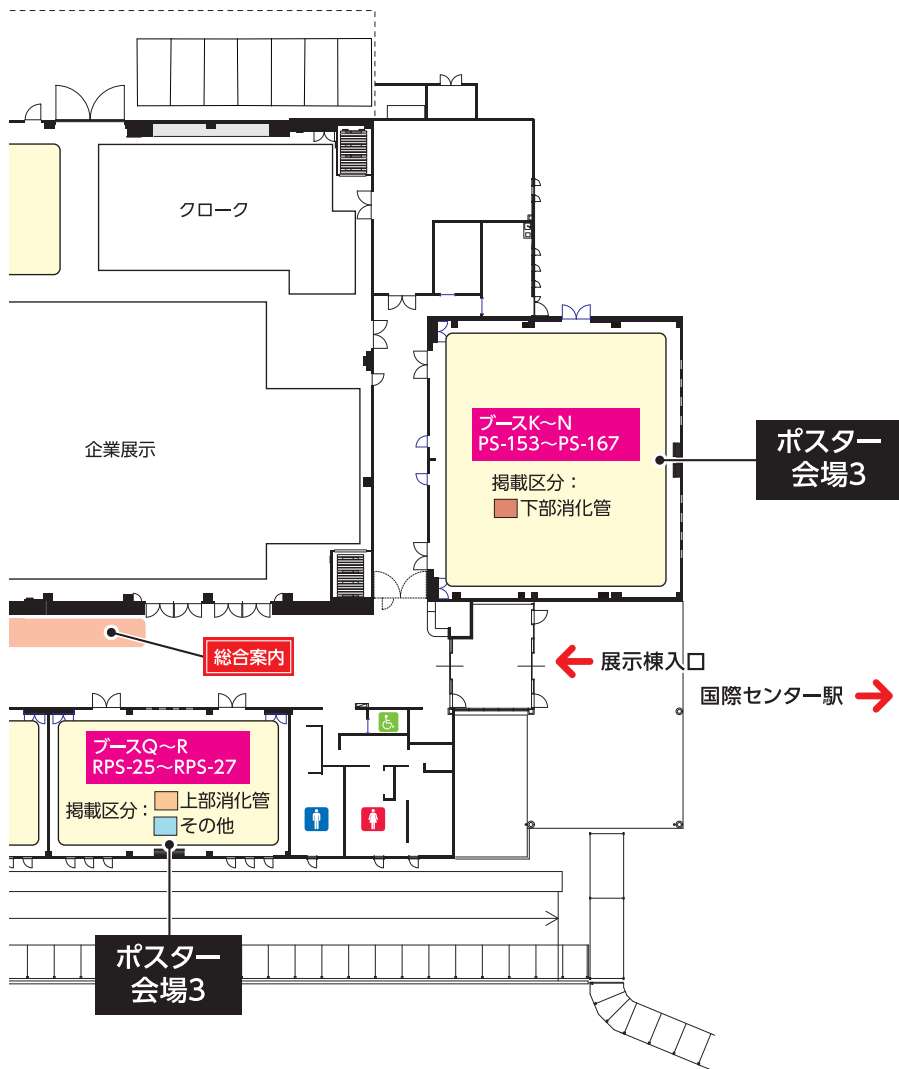 クローク
企業展示
ブースK〜N
PS-153〜PS-167
掲載区分：
下部消化管
ポスター
会場3
総合案内
展示棟入口
国際センター駅
ブースQ〜R
RPS-25〜RPS-27
掲載区分：
上部消化管
その他
ポスター
会場3